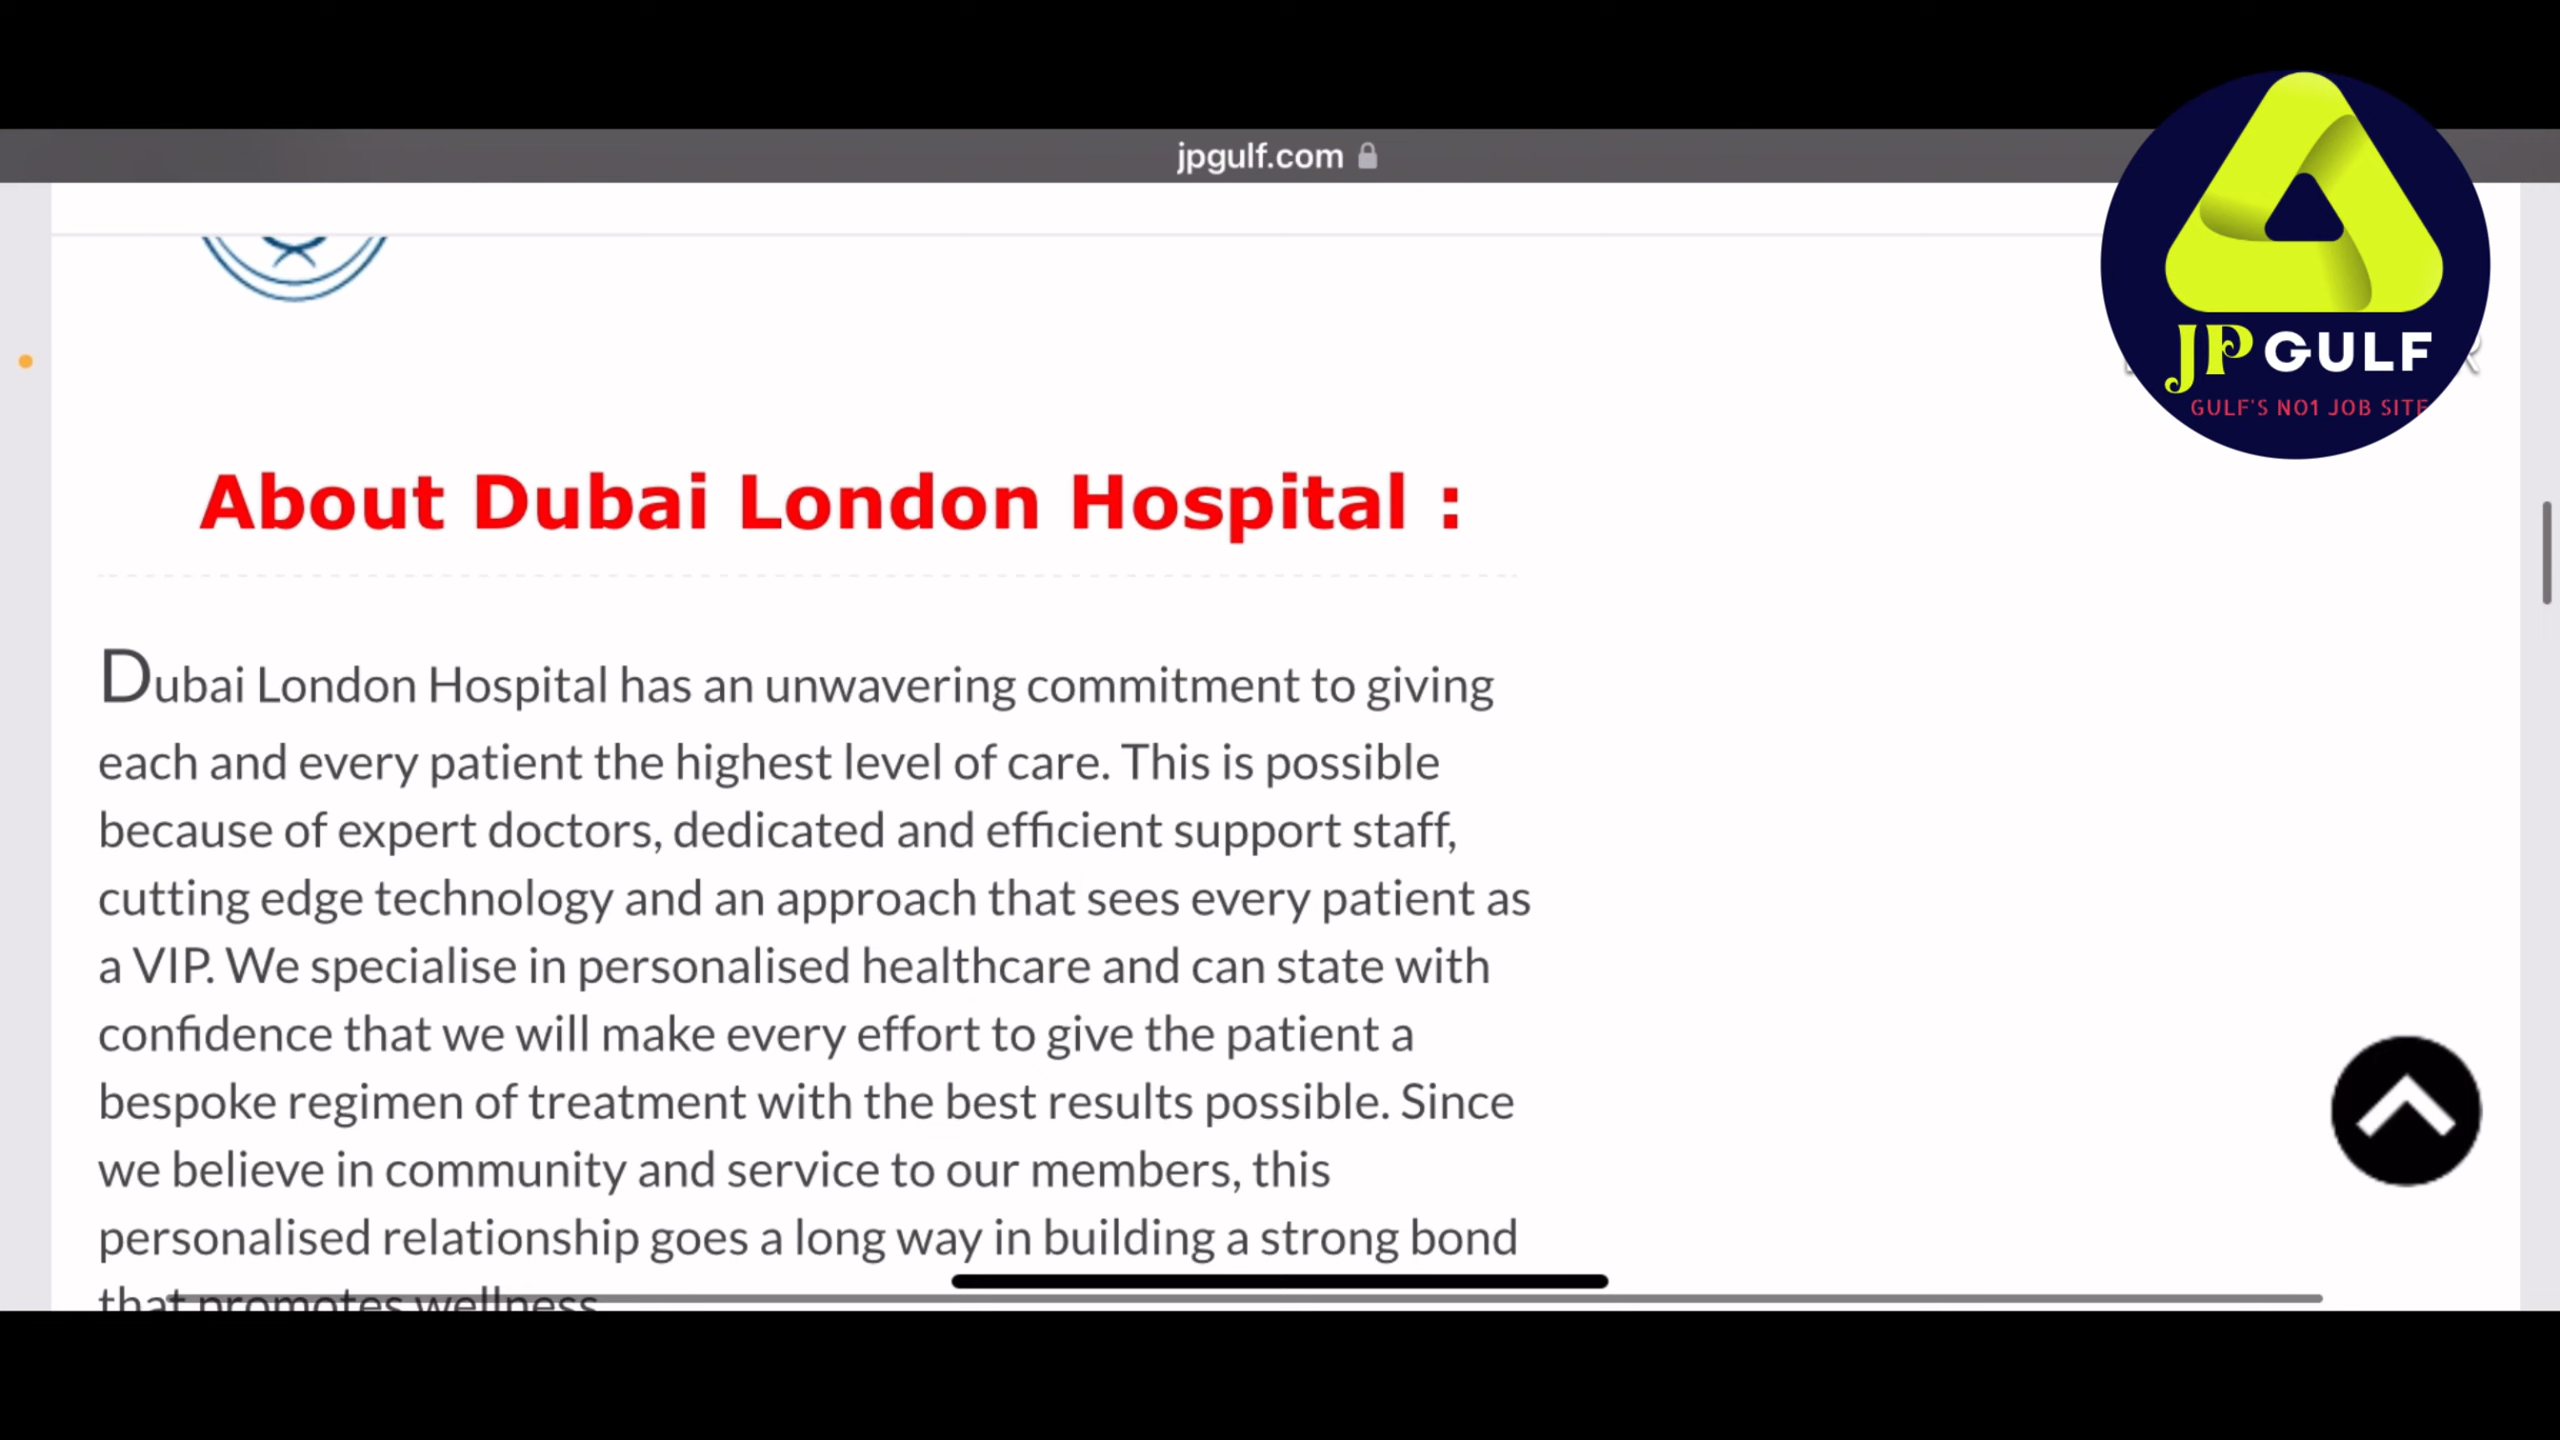 jpgulf.com
JP GULF
GULF'S NO1 JOB SITE
About Dubai London Hospital :
Dubai London Hospital has an unwavering commitment to giving
each and every patient the highest level of care. This is possible
because of expert doctors, dedicated and efficient support staff,
cutting edge technology and an approach that sees every patient as
a VIP. We specialise in personalised healthcare and can state with
confidence that we will make every effort to give the patient a
bespoke regimen of treatment with the best results possible. Since
we believe in community and service to our members, this
personalised relationship goes a long way in building a strong bond
that promotes wellness